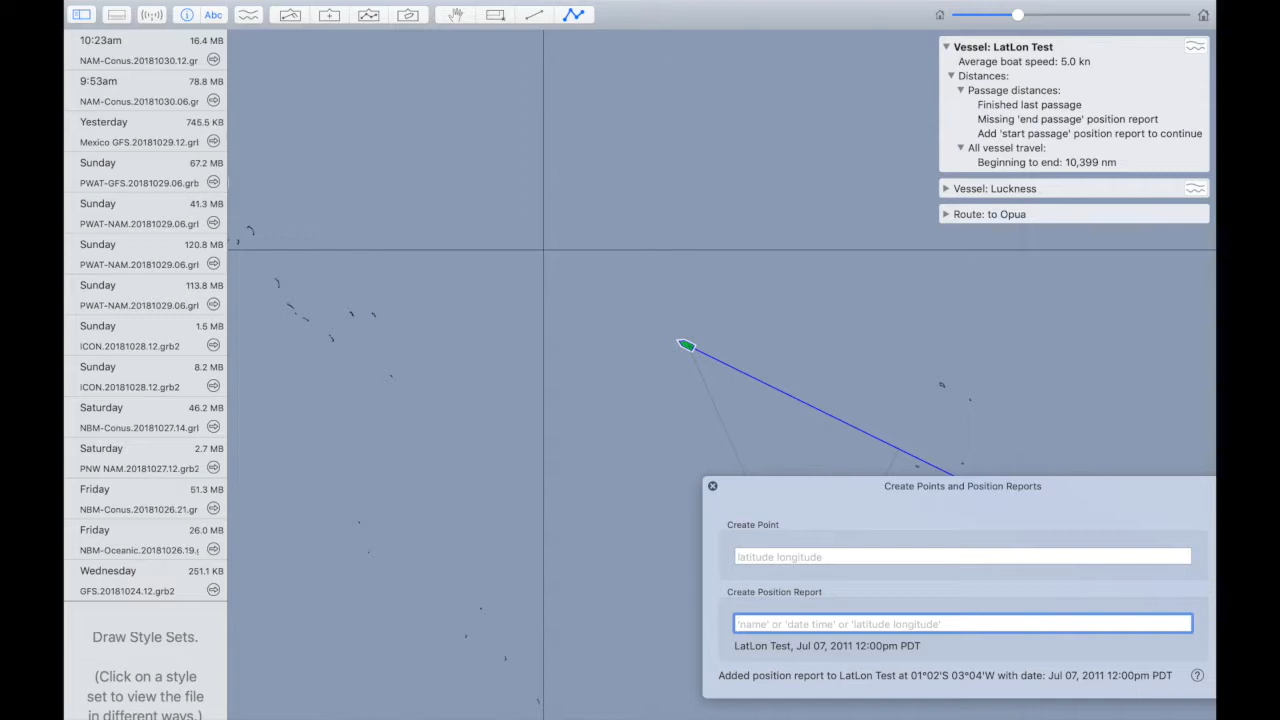 Abc
10:23am 16.4 MB
NAM-Conus.20181030.12.gr
9:53am 78.8 MB
NAM-Conus.20181030.06.gr
Yesterday 745.5 KB
Mexico GFS.20181029.12.grl
Sunday 67.2 MB
PWAT-GFS.20181029.06.grb
Sunday 41.3 MB
PWAT-NAM.20181029.06.grl
Sunday 120.8 MB
PWAT-NAM.20181029.06.grl
Sunday 113.8 MB
PWAT-NAM.20181029.06.grl
Sunday 1.5 MB
ICON.20181028.12.grb2
Sunday 8.2 MB
ICON.20181028.12.grb2
Saturday 46.2 MB
NBM-Conus.20181027.14.grl
Saturday 2.7 MB
PNW NAM.20181027.12.grb2
Friday 51.3 MB
NBM-Conus.20181026.21.gr
Friday 26.0 MB
NBM-Oceanic.20181026.19.g
Wednesday 251.1 KB
GFS.20181024.12.grb2
Draw Style Sets.
(Click on a style
set to view the file
in different ways.)
Vessel: LatLon Test
Average boat speed: 5.0 kn
Distances:
Passage distances:
Finished last passage
Missing 'end passage' position report
Add 'start passage' position report to continue
All vessel travel:
Beginning to end: 10,399 nm
Vessel: Luckness
Route: to Opua
Create Points and Position Reports
Create Point
latitude longitude
Create Position Report
'name' or 'date time' or 'latitude longitude'
LatLon Test, Jul 07, 2011 12:00pm PDT
Added position report to LatLon Test at 01°02'S 03°04'W with date: Jul 07, 2011 12:00pm PDT ?